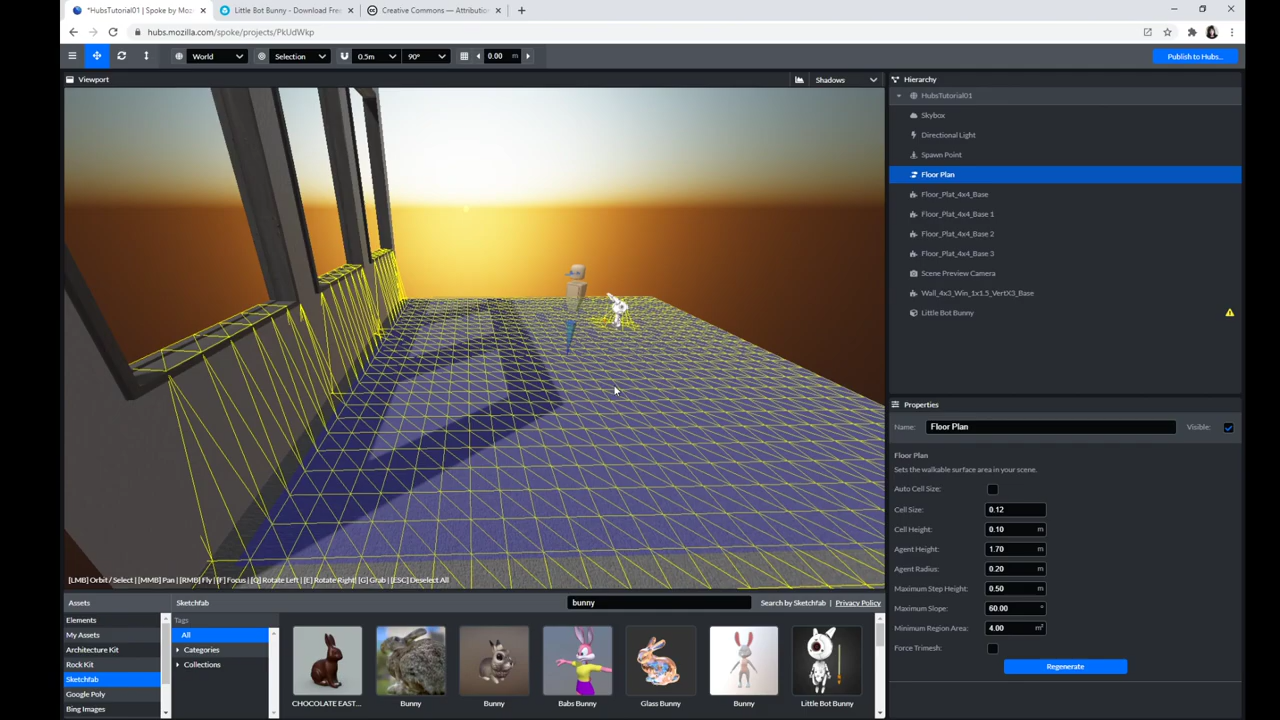 *HubsTutorial01 | Spoke by Moz
Little Bot Bunny - Download Free
Creative Commons — Attribution
hubs.mozilla.com/spoke/projects/PkUdWkp
World
Selection
0.5m
90°
0.00 m
Publish to Hubs...
Viewport
Shadows
Hierarchy
HubsTutorial01
Skybox
Directional Light
Spawn Point
Floor Plan
Floor_Plat_4x4_Base
Floor_Plat_4x4_Base 1
Floor_Plat_4x4_Base 2
Floor_Plat_4x4_Base 3
Scene Preview Camera
Wall_4x3_Win_1x1.5_VertX3_Base
Little Bot Bunny
Properties
Name: Floor Plan Visible:
Floor Plan
Sets the walkable surface area in your scene.
Auto Cell Size:
Cell Size: 0.12
Cell Height: 0.10 m
Agent Height: 1.70 m
Agent Radius: 0.20 m
Maximum Step Height: 0.50 m
Maximum Slope: 60.00 °
Minimum Region Area: 4.00 m²
Force Trimesh:
Regenerate
[LMB] Orbit / Select | [MMB] Pan | [RMB] Fly | [F] Focus | [Q] Rotate Left | [E] Rotate Right | [G] Grab | [ESC] Deselect All
Assets
Sketchfab
bunny
Search by Sketchfab | Privacy Policy
Elements
My Assets
Architecture Kit
Rock Kit
Sketchfab
Google Poly
Bing Images
Tags
All
Categories
Collections
CHOCOLATE EAST...
Bunny
Bunny
Babs Bunny
Glass Bunny
Bunny
Little Bot Bunny